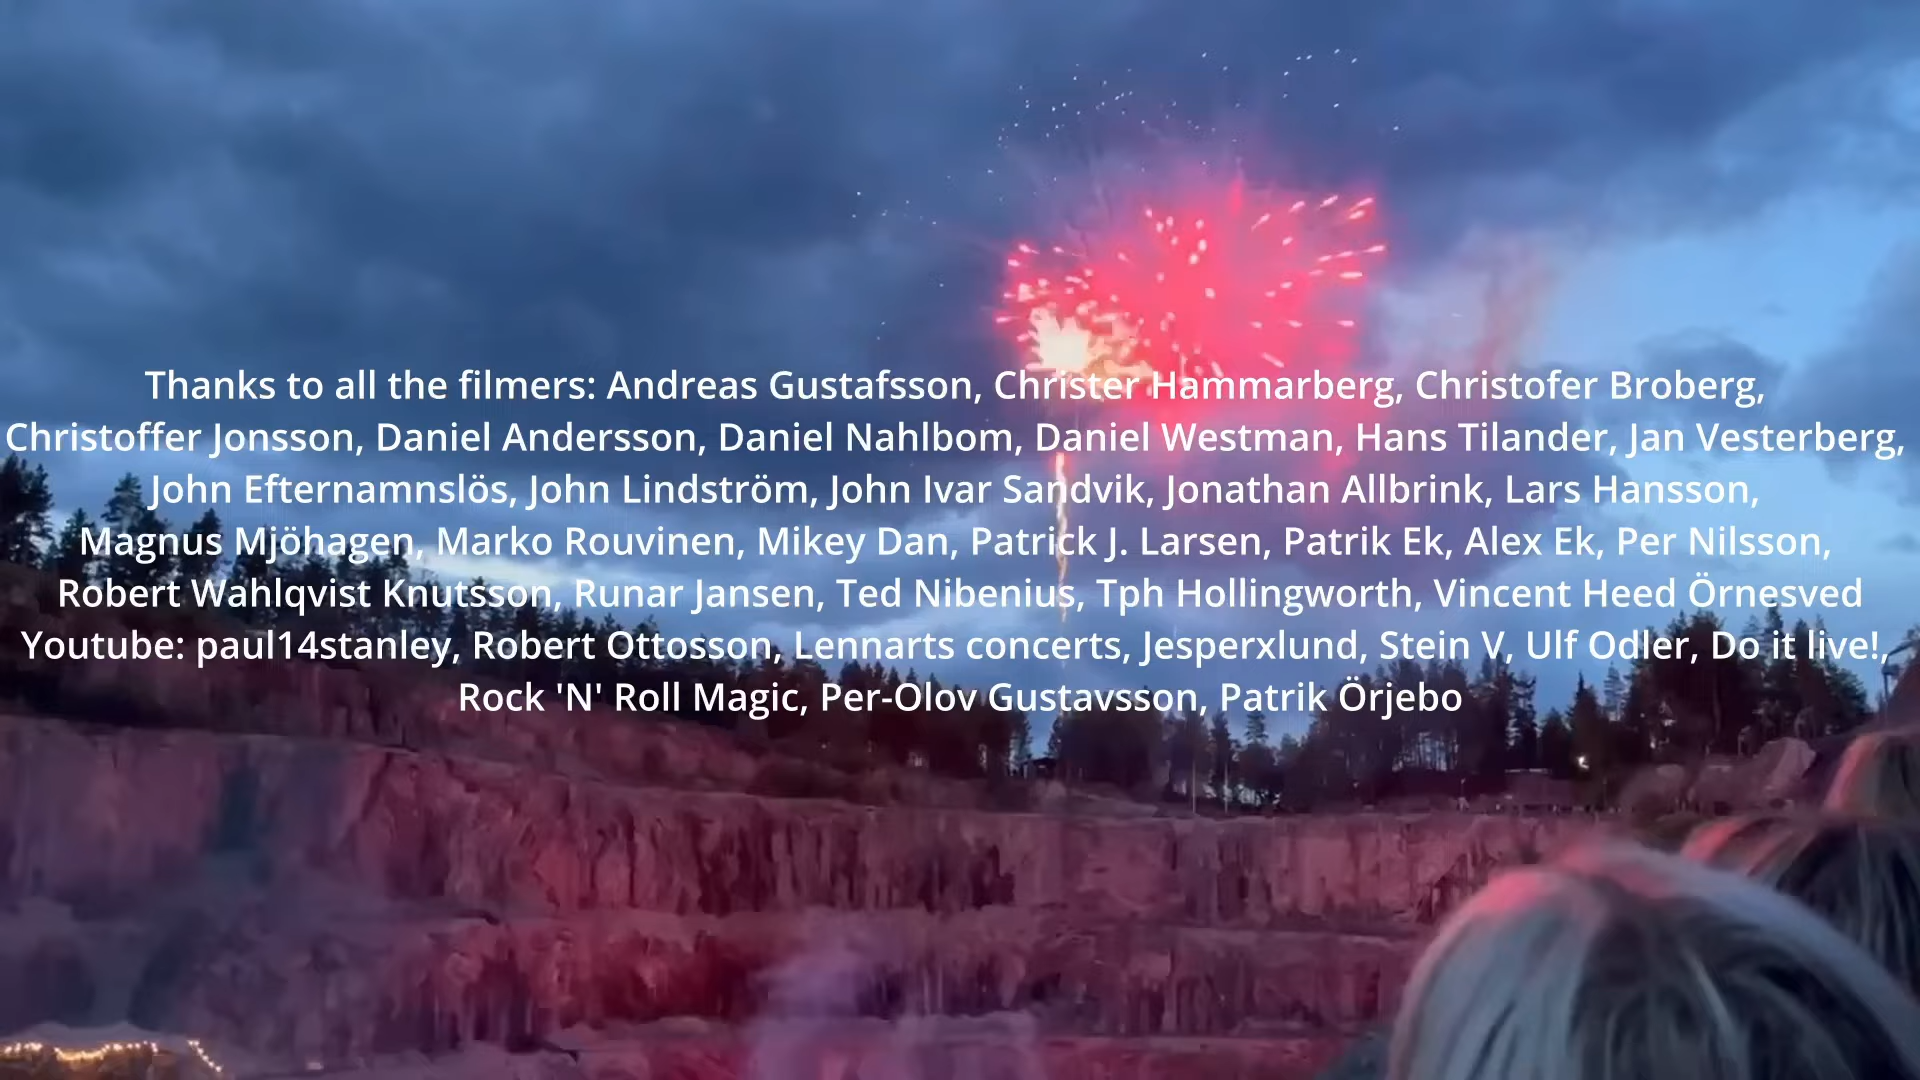 Thanks to all the filmers: Andreas Gustafsson, Christer Hammarberg, Christofer Broberg,
Christoffer Jonsson, Daniel Andersson, Daniel Nahlbom, Daniel Westman, Hans Tilander, Jan Vesterberg,
John Efternamnslös, John Lindström, John Ivar Sandvik, Jonathan Allbrink, Lars Hansson,
Magnus Mjöhagen, Marko Rouvinen, Mikey Dan, Patrick J. Larsen, Patrik Ek, Alex Ek, Per Nilsson,
Robert Wahlqvist Knutsson, Runar Jansen, Ted Nibenius, Tph Hollingworth, Vincent Heed Örnesved
Youtube: paul14stanley, Robert Ottosson, Lennarts concerts, Jesperxlund, Stein V, Ulf Odler, Do it live!,
Rock 'N' Roll Magic, Per-Olov Gustavsson, Patrik Örjebo